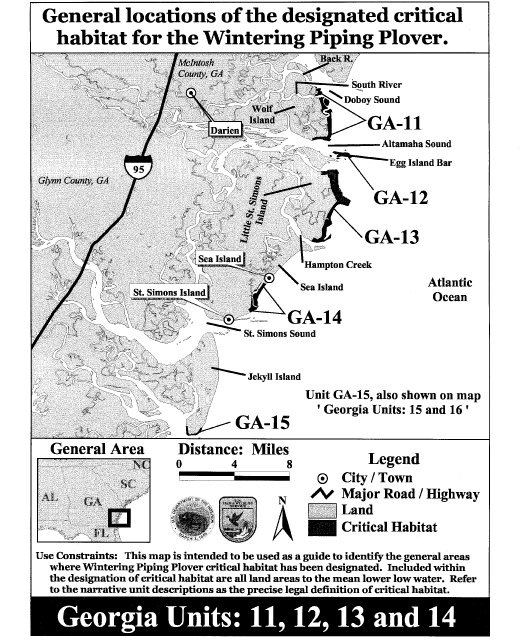 General locations of the designated critical
habitat for the Wintering Piping Plover.
McIntosh
County, GA
Back R.
South River
Doboy Sound
Wolf
Island
GA-11
Darien
Altamaha Sound
Egg Island Bar
95
Glynn County, GA
GA-12
Little St. Simons
Island
GA-13
Hampton Creek
Sea Island
Sea Island
Atlantic
Ocean
St. Simons Island
GA-14
St. Simons Sound
Jekyll Island
Unit GA-15, also shown on map
' Georgia Units: 15 and 16 '
GA-15
General Area
NC
SC
AL
GA
FL
Distance: Miles
0 4 8
N
Legend
City / Town
Major Road / Highway
Land
Critical Habitat
Use Constraints: This map is intended to be used as a guide to identify the general areas
where Wintering Piping Plover critical habitat has been designated. Included within
the designation of critical habitat are all land areas to the mean lower low water. Refer
to the narrative unit descriptions as the precise legal definition of critical habitat.
Georgia Units: 11, 12, 13 and 14